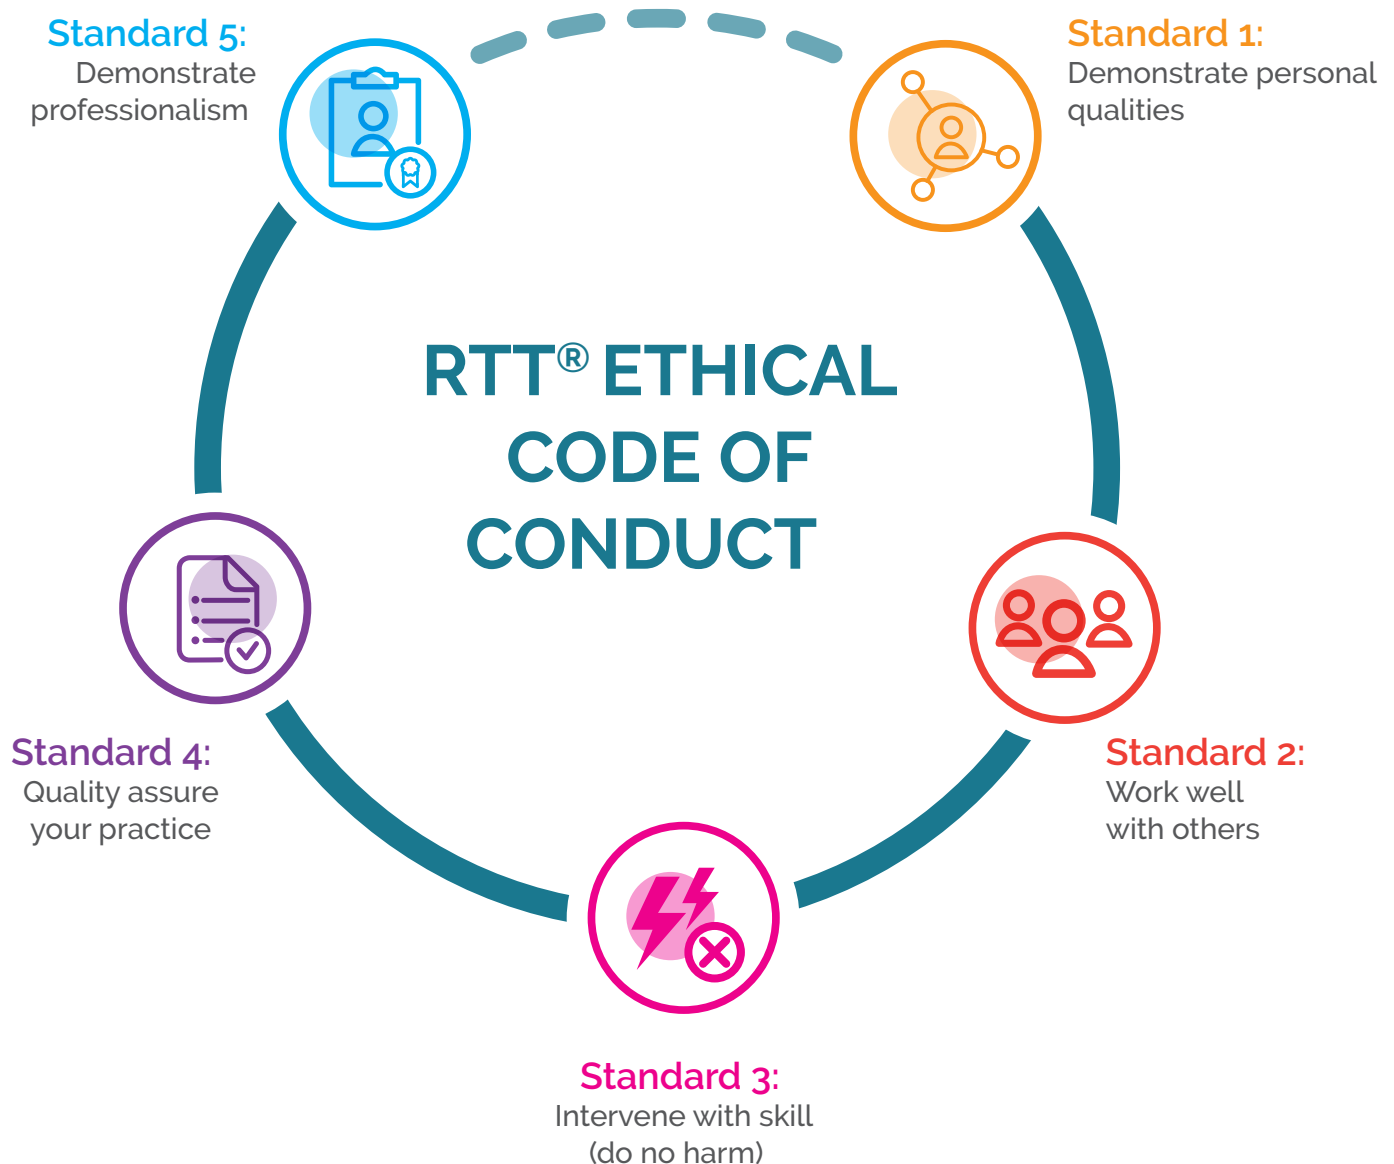 Standard 5:
Demonstrate
professionalism
Standard 1:
Demonstrate personal
qualities
RTT® ETHICAL
CODE OF
CONDUCT
Standard 4:
Quality assure
your practice
Standard 2:
Work well
with others
Standard 3:
Intervene with skill
(do no harm)